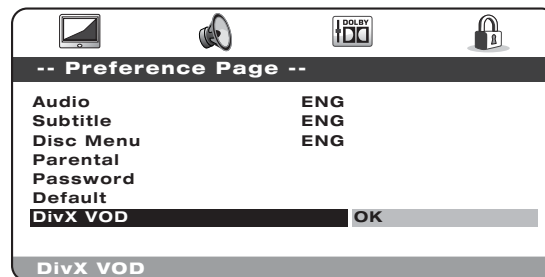 DOLBY
-- Preference Page --
Audio ENG
Subtitle ENG
Disc Menu ENG
Parental
Password
Default
DivX VOD OK
DivX VOD